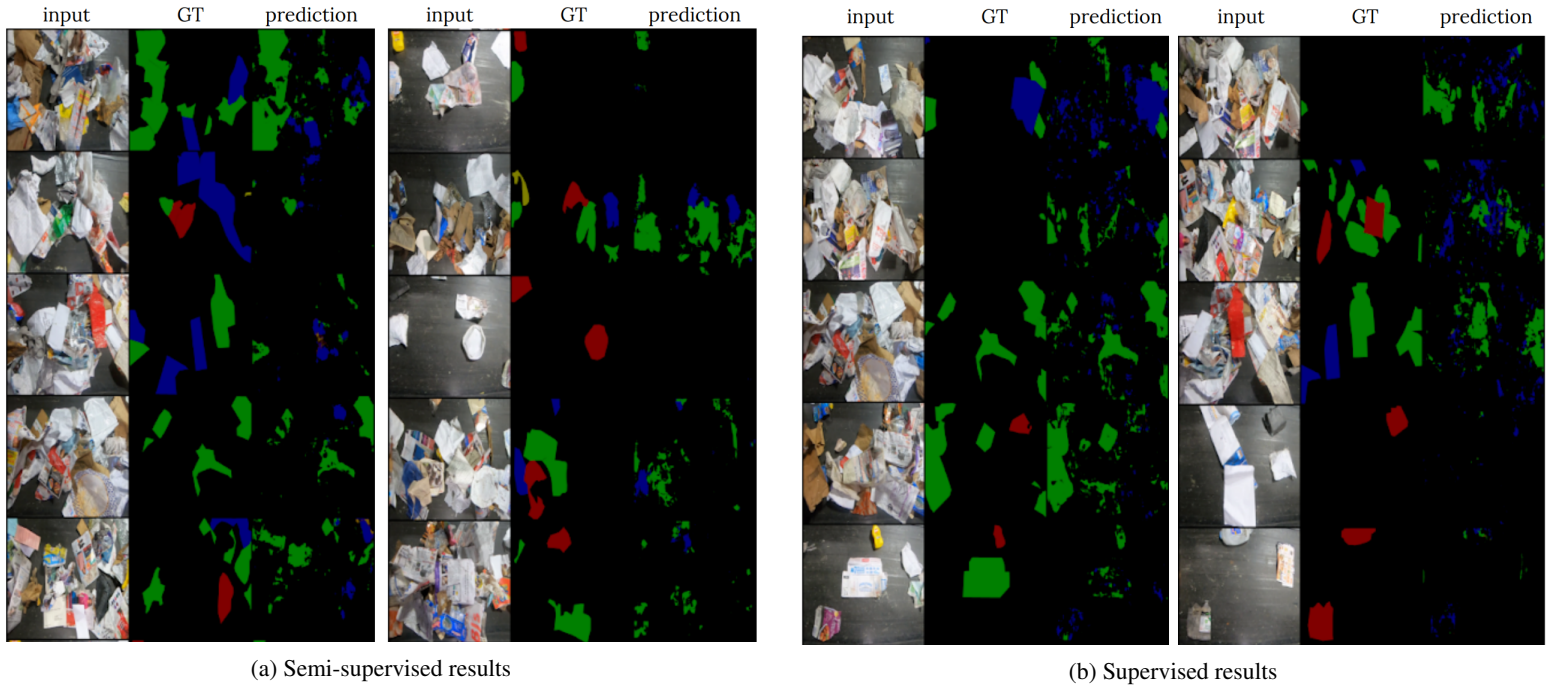 input GT prediction input GT prediction input GT prediction input GT prediction
(a) Semi-supervised results
(b) Supervised results